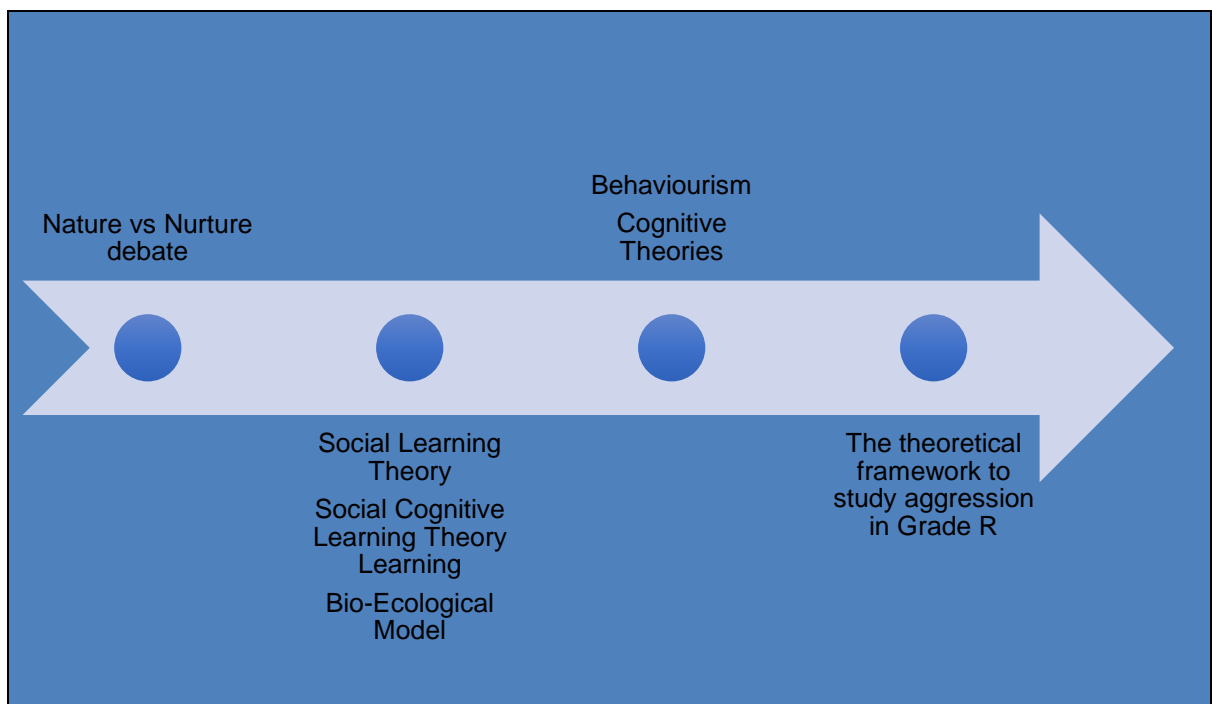 Nature vs Nurture
debate
Social Learning
Theory
Social Cognitive
Learning Theory
Learning
Bio-Ecological
Model
Behaviourism
Cognitive
Theories
The theoretical
framework to
study aggression
in Grade R